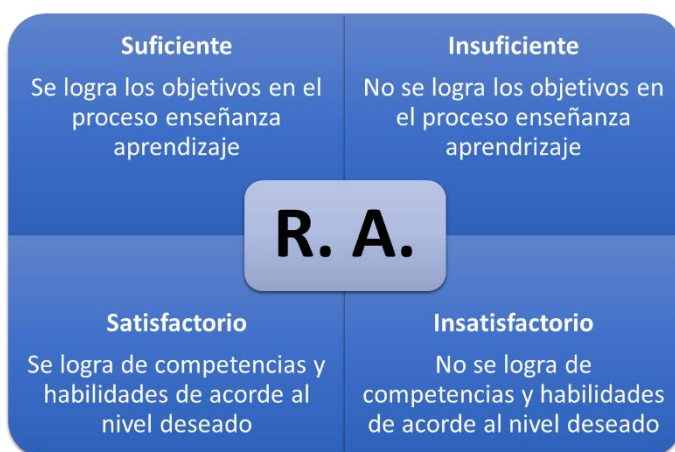 Suficiente
Se logra los objetivos en el
proceso enseñanza
aprendizaje
Insuficiente
No se logra los objetivos en
el proceso enseñanza
aprendrizaje
R. A.
Satisfactorio
Se logra de competencias y
habilidades de acorde al
nivel deseado
Insatisfactorio
No se logra de
competencias y habilidades
de acorde al nivel deseado